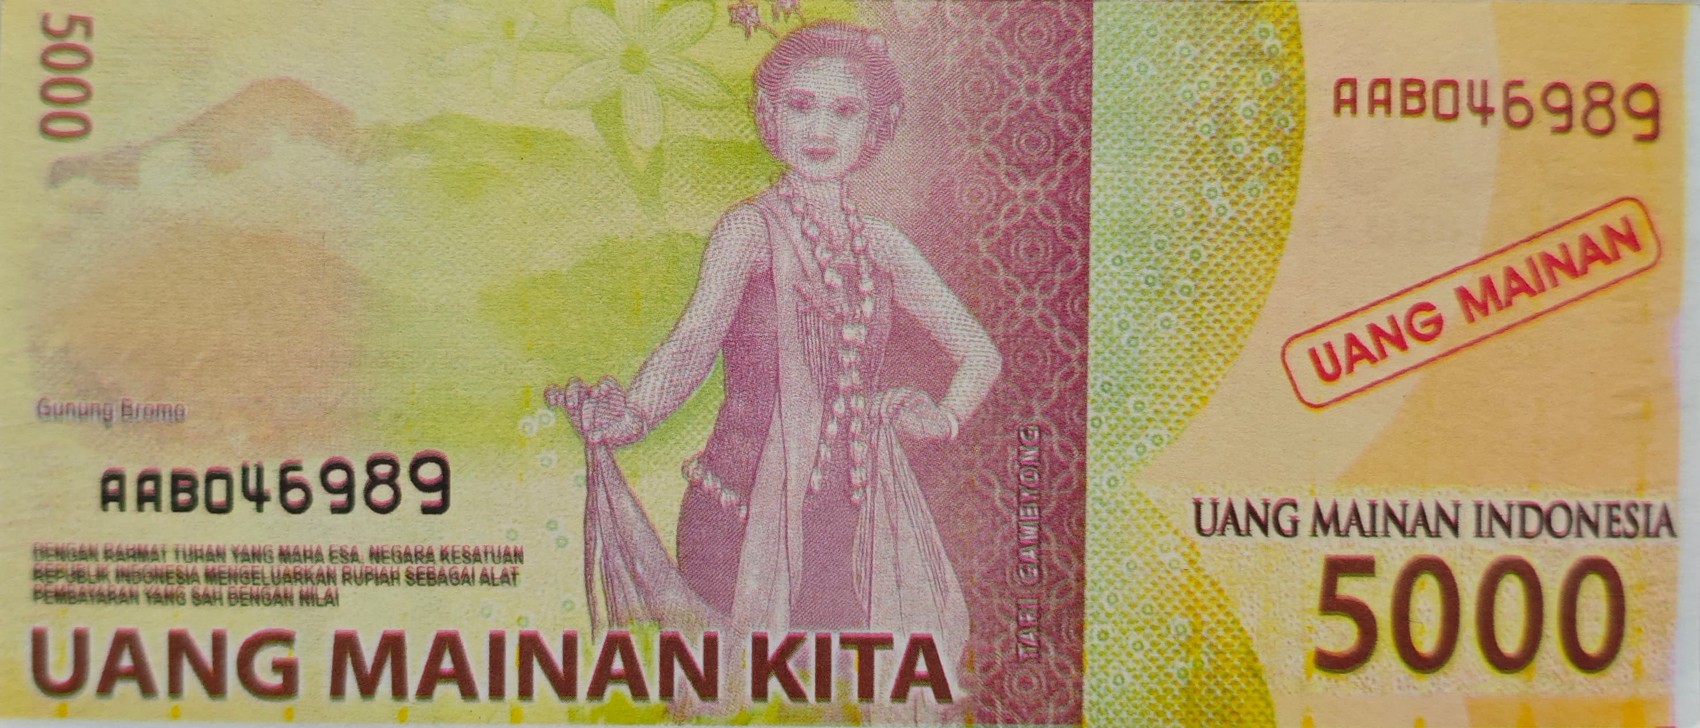 5000
AAB046989
UANG MAINAN
Gunung Bromo
AAB046989
DENGAN RAHMAT TUHAN YANG MAHA ESA, NEGARA KESATUAN
REPUBLIK INDONESIA MENGELUARKAN RUPIAH SEBAGAI ALAT
PEMBAYARAN YANG SAH DENGAN NILAI
UANG MAINAN KITA
TARI GAMBYONG
UANG MAINAN INDONESIA
5000